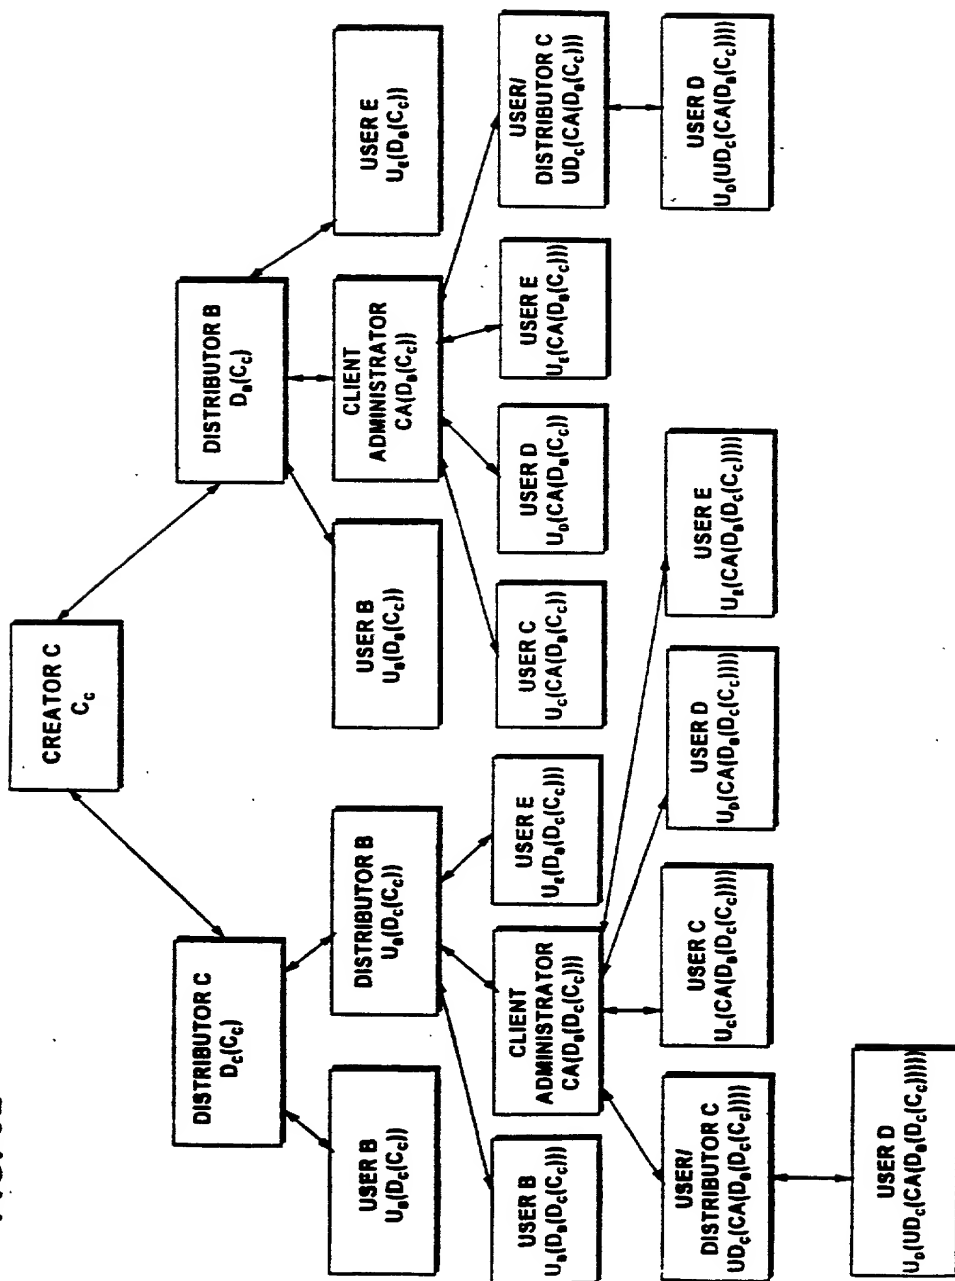 CREATOR C
C_C
DISTRIBUTOR C
D_C(C_C)
DISTRIBUTOR B
D_B(C_C)
USER B
U_B(D_C(C_C))
DISTRIBUTOR B
U_B(D_C(C_C))
USER B
U_B(D_B(C_C))
CLIENT
ADMINISTRATOR
CA(D_B(C_C))
USER E
U_E(D_B(C_C))
USER B
U_B(D_B(D_C(C_C)))
CLIENT
ADMINISTRATOR
CA(D_B(D_C(C_C)))
USER E
U_E(D_B(D_C(C_C)))
USER C
U_C(CA(D_B(C_C))
USER D
U_D(CA(D_B(C_C))
USER E
U_E(CA(D_B(C_C)))
USER/
DISTRIBUTOR C
UD_C(CA(D_B(C_C)))
USER/
DISTRIBUTOR C
UD_C(CA(D_B(D_C(C_C))))
USER C
U_C(CA(D_B(D_C(C_C))))
USER D
U_D(CA(D_B(D_C(C_C))))
USER E
U_E(CA(D_B(D_C(C_C))))
USER D
U_D(UD_C(CA(D_B(C_C))))
USER D
U_D(UD_C(CA(D_B(D_C(C_C)))))